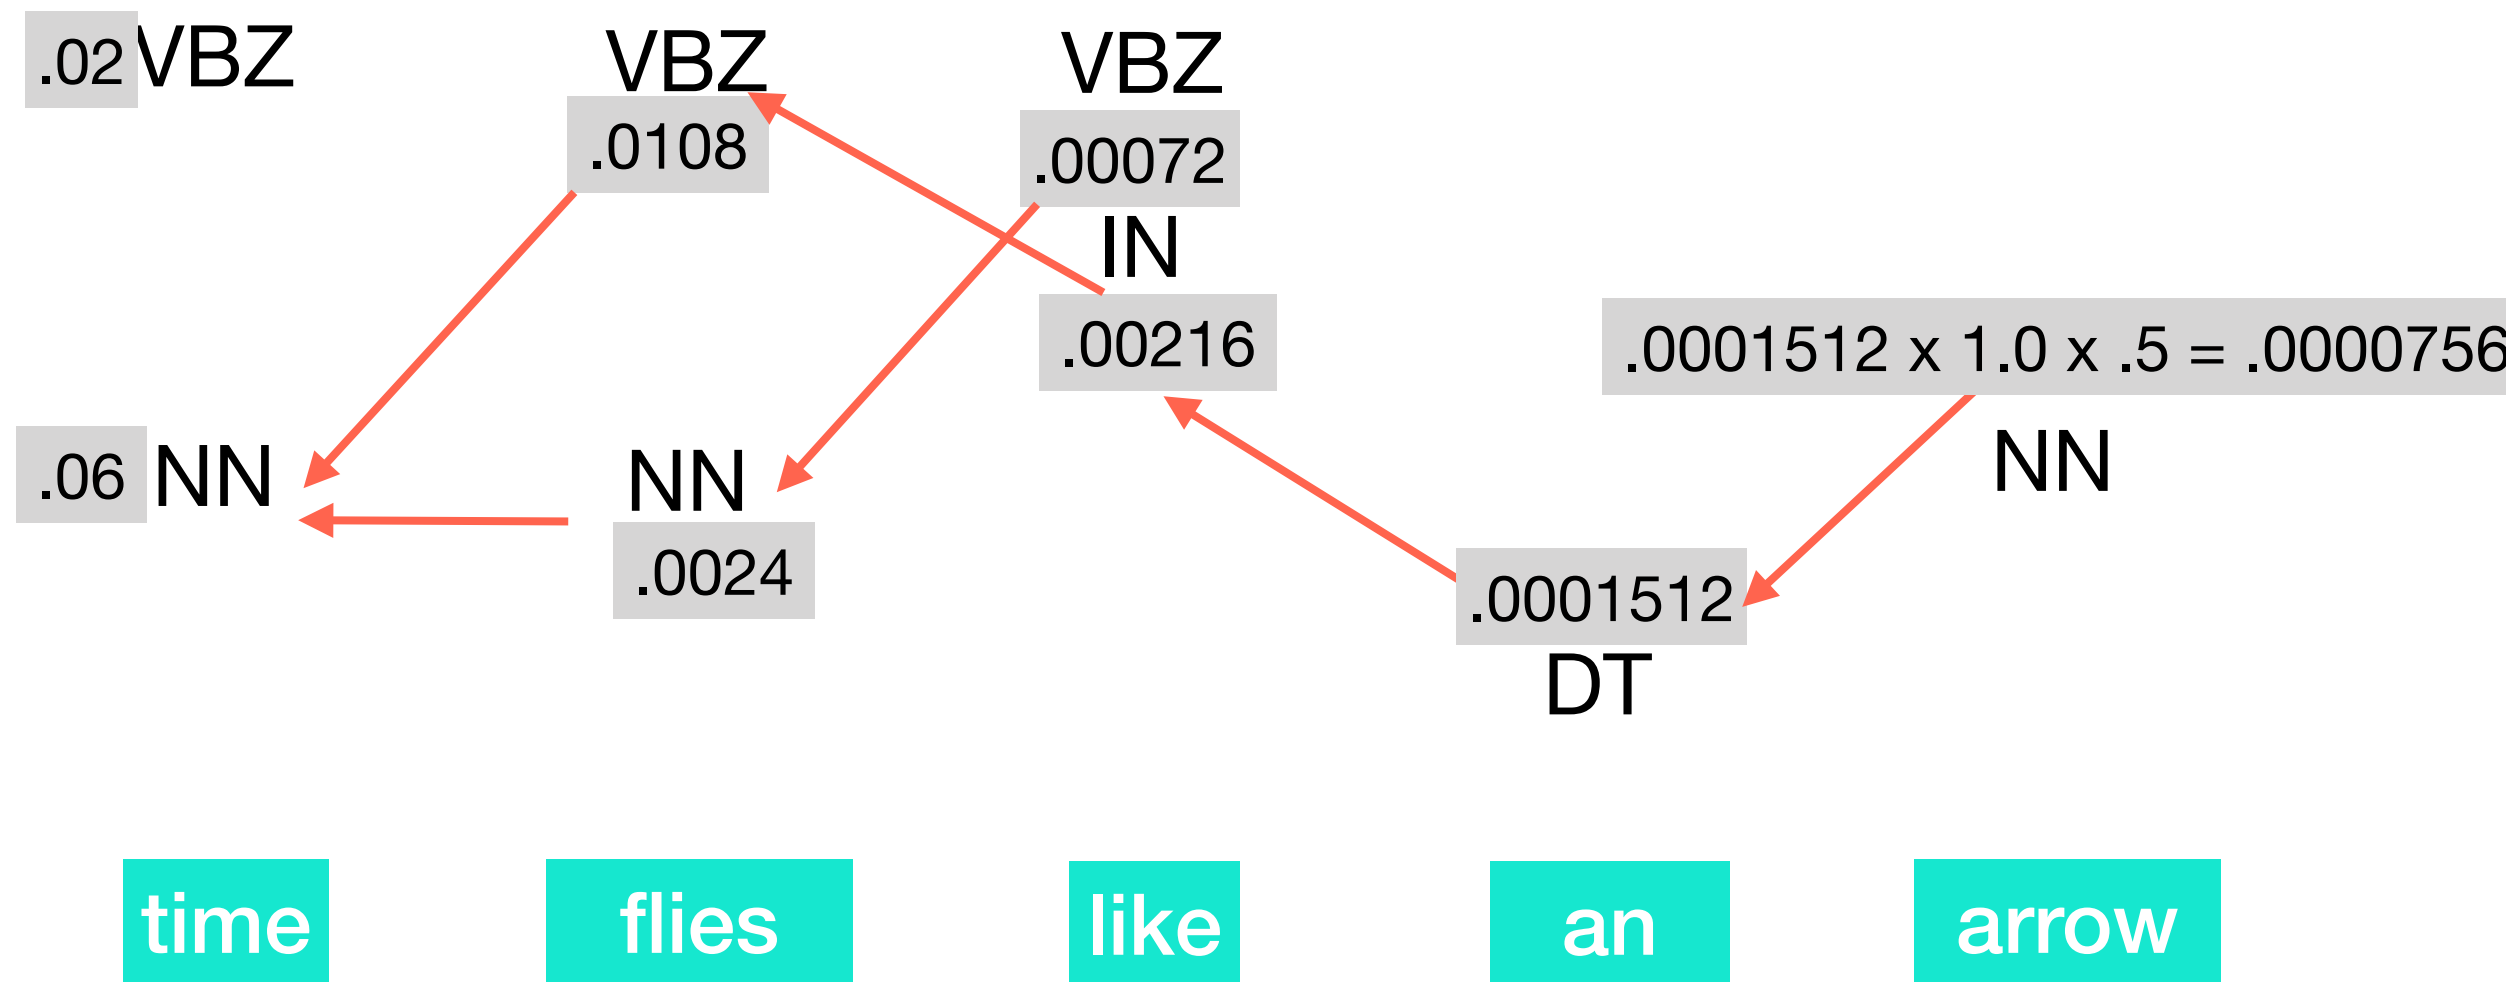 .02 VBZ
VBZ
VBZ
.0108
.00072
IN
.00216
.0001512 x 1.0 x .5 = .0000756
.06 NN
NN
NN
.0024
.0001512
DT
time
flies
like
an
arrow